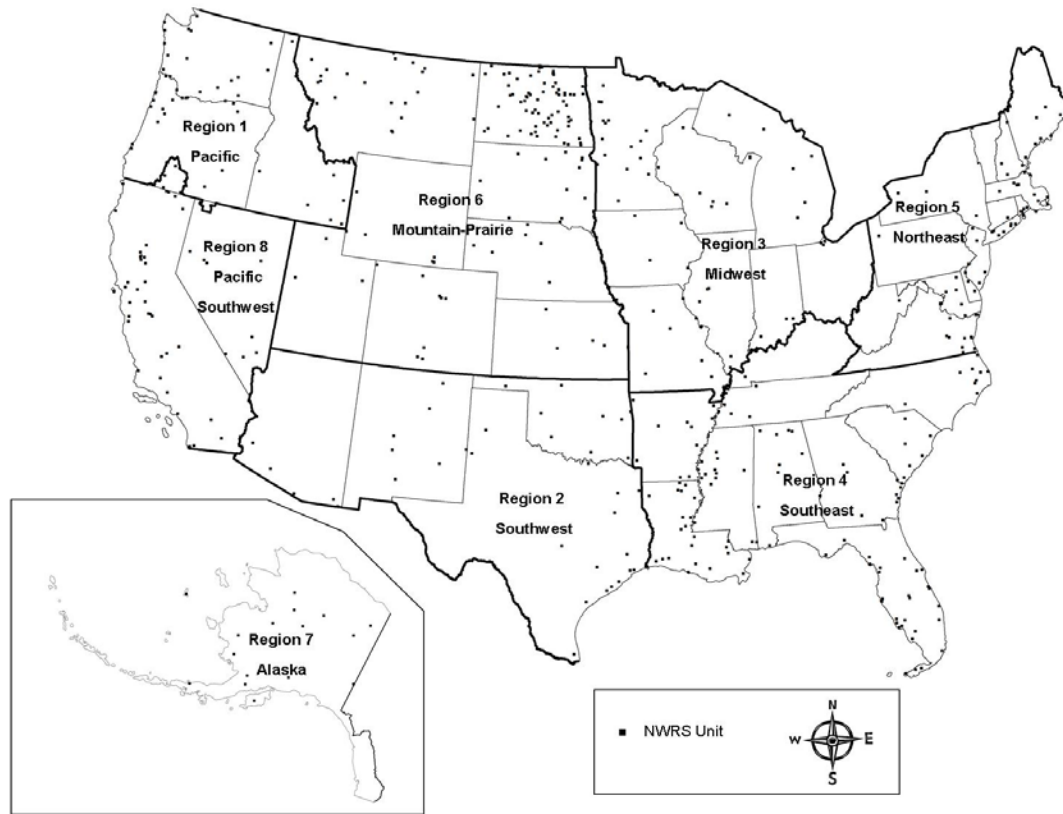 Region 1
Pacific
Region 6
Mountain-Prairie
Region 8
Pacific
Southwest
Region 3
Midwest
Region 5
Northeast
Region 2
Southwest
Region 4
Southeast
Region 7
Alaska
NWRS Unit
N
W
E
S